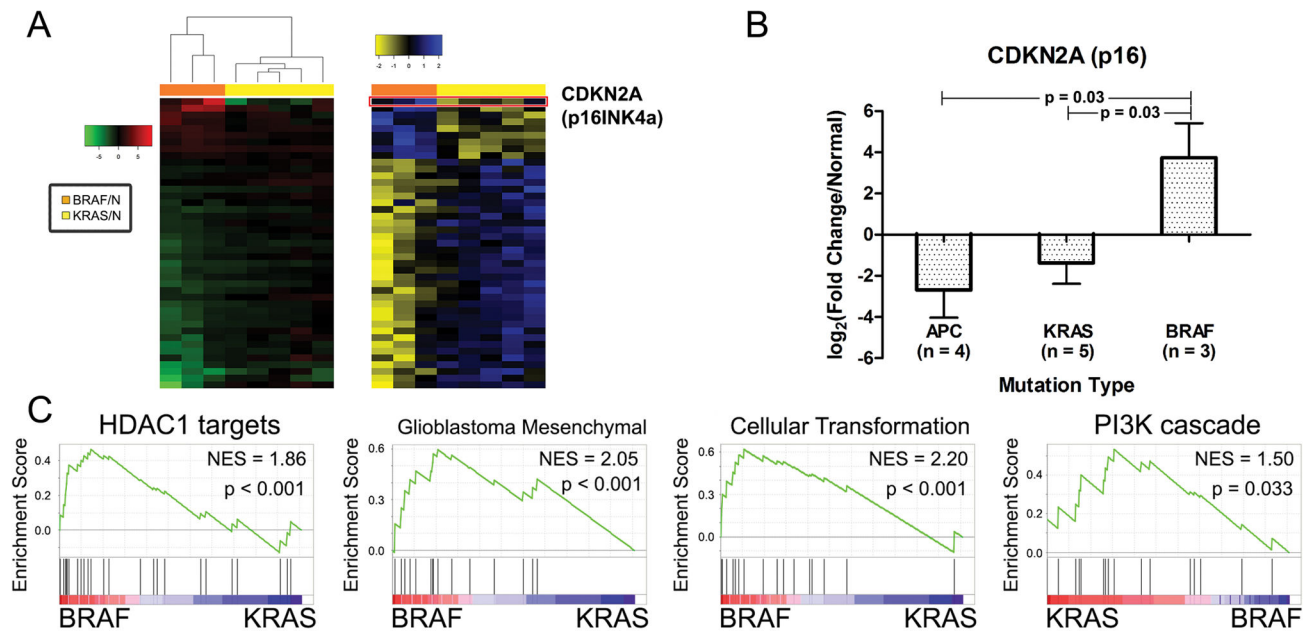 A
-2 -1 0 1 2
CDKN2A
(p16INK4a)
-5 0 5
BRAF/N
KRAS/N
B
CDKN2A (p16)
p = 0.03
p = 0.03
log2(Fold Change/Normal)
6
4
2
0
-2
-4
-6
APC
(n = 4)
KRAS
(n = 5)
BRAF
(n = 3)
Mutation Type
C
HDAC1 targets
Enrichment Score
0.4
0.2
0.0
NES = 1.86
p < 0.001
BRAF KRAS
Glioblastoma Mesenchymal
Enrichment Score
0.6
0.3
0.0
NES = 2.05
p < 0.001
BRAF KRAS
Cellular Transformation
Enrichment Score
0.6
0.3
0.0
NES = 2.20
p < 0.001
BRAF KRAS
PI3K cascade
Enrichment Score
0.4
0.2
0.0
NES = 1.50
p = 0.033
KRAS BRAF